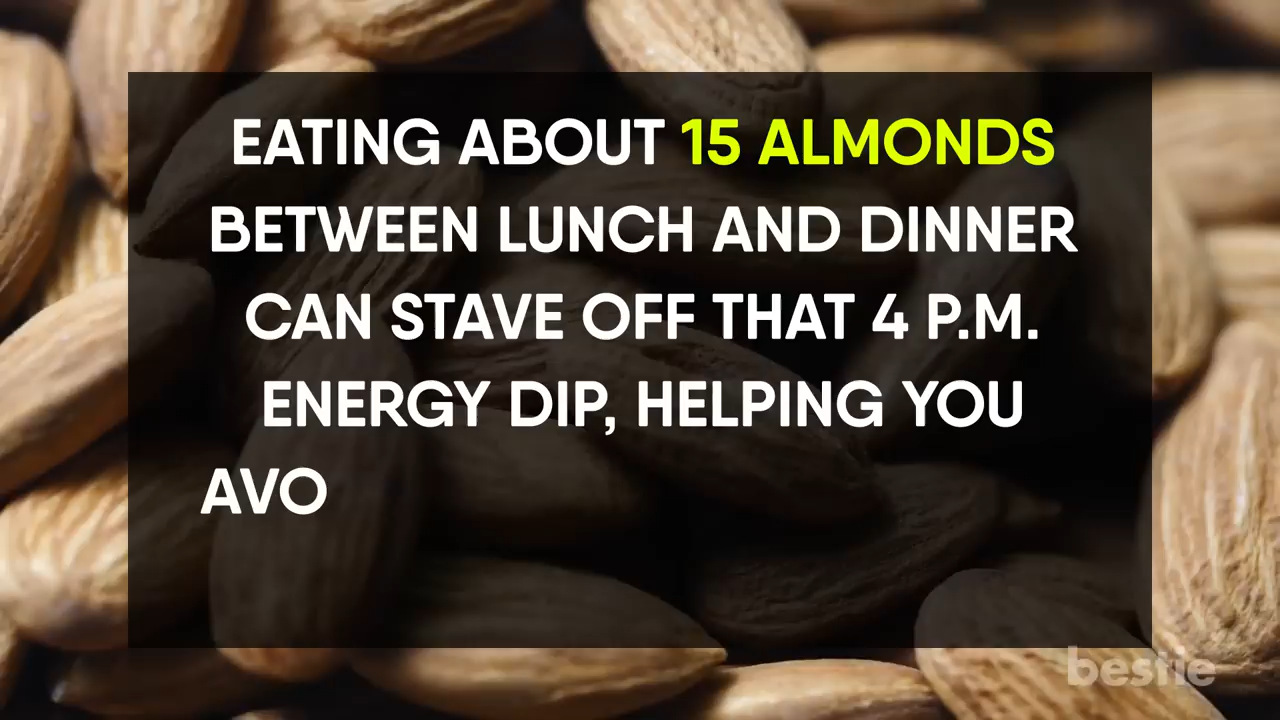 EATING ABOUT 15 ALMONDS
BETWEEN LUNCH AND DINNER
CAN STAVE OFF THAT 4 P.M.
ENERGY DIP, HELPING YOU
AVO
bestie